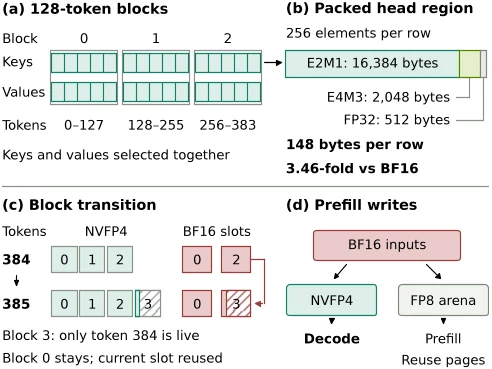 (a) 128-token blocks
Block 0 1 2
Keys
Values
Tokens 0–127 128–255 256–383
Keys and values selected together
(b) Packed head region
256 elements per row
E2M1: 16,384 bytes
E4M3: 2,048 bytes
FP32: 512 bytes
148 bytes per row
3.46-fold vs BF16
(c) Block transition
Tokens NVFP4 BF16 slots
384 0 1 2 0 2
385 0 1 2 3 0 3
Block 3: only token 384 is live
Block 0 stays; current slot reused
(d) Prefill writes
BF16 inputs
NVFP4 FP8 arena
Decode Prefill
Reuse pages